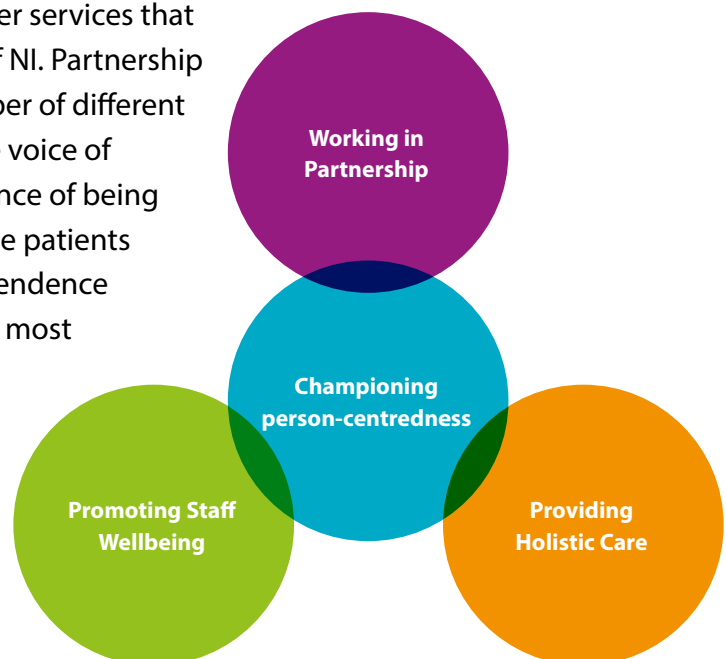 er services that
NI. Partnership
ber of different
voice of
nce of being
e patients
endence
most
Working in
Partnership
Championing
person-centredness
Promoting Staff
Wellbeing
Providing
Holistic Care